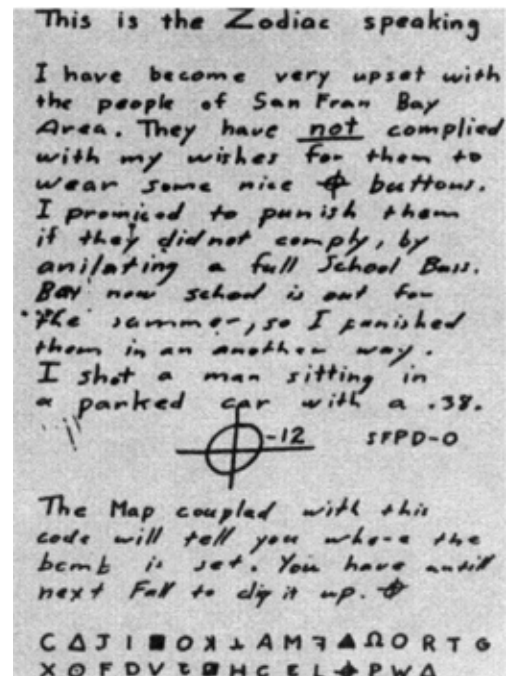 This is the Zodiac speaking
I have become very upset with
the people of San Fran Bay
Area. They have not complied
with my wishes for them to
wear some nice ⌖ buttons.
I promiced to punish them
if they did not comply, by
anilating a full School Buss.
But now school is out for
the summer, so I punished
them in an another way.
I shot a man sitting in
a parked car with a .38.
⌖-12 SFPD-0
The Map coupled with this
code will tell you where the
bomb is set. You have untill
next Fall to dig it up. ⌖
C Δ J I ■ O ꓘ ⅄ A M ꟻ ▲ Ω O R T G
X ⊙ F D V ⊟ H C E L ⌖ P W Δ